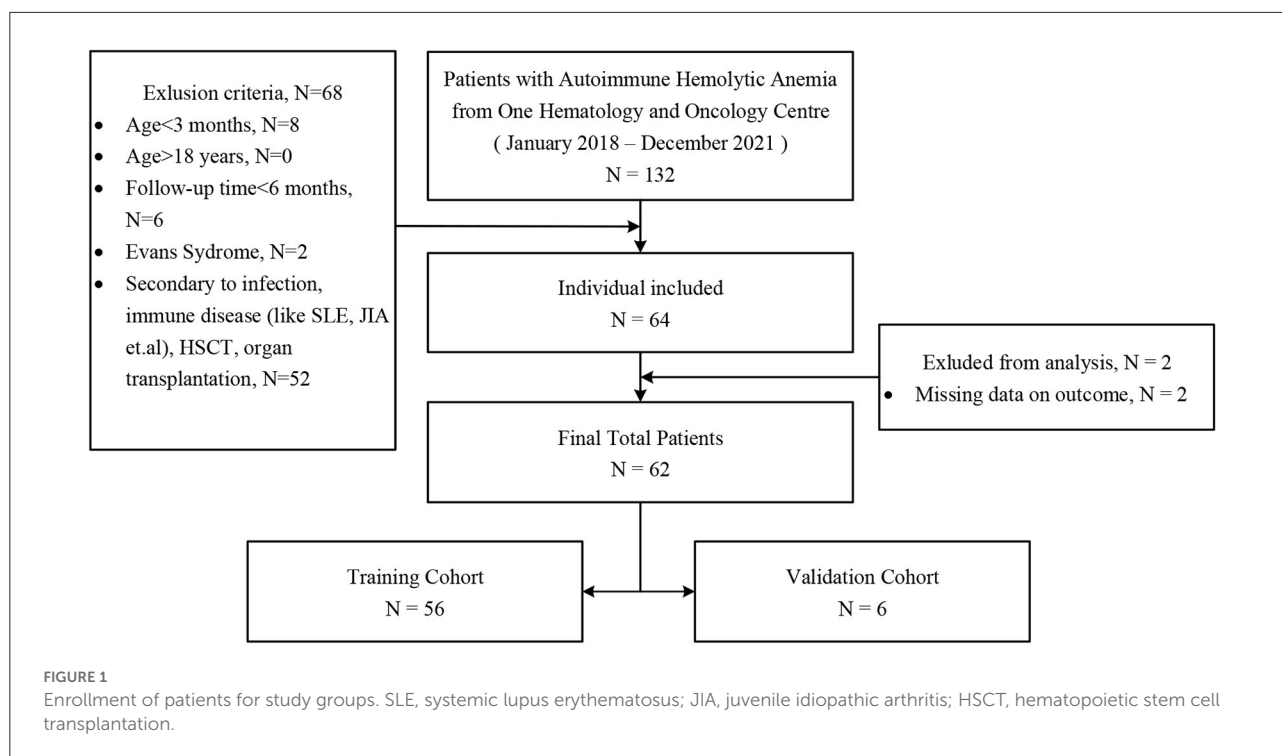 Exlusion criteria, N=68
• Age<3 months, N=8
• Age>18 years, N=0
• Follow-up time<6 months,
N=6
• Evans Sydrome, N=2
• Secondary to infection,
immune disease (like SLE, JIA
et.al), HSCT, organ
transplantation, N=52
Patients with Autoimmune Hemolytic Anemia
from One Hematology and Oncology Centre
( January 2018 – December 2021 )
N = 132
Individual included
N = 64
Exluded from analysis, N = 2
• Missing data on outcome, N = 2
Final Total Patients
N = 62
Training Cohort
N = 56
Validation Cohort
N = 6
FIGURE 1
Enrollment of patients for study groups. SLE, systemic lupus erythematosus; JIA, juvenile idiopathic arthritis; HSCT, hematopoietic stem cell
transplantation.